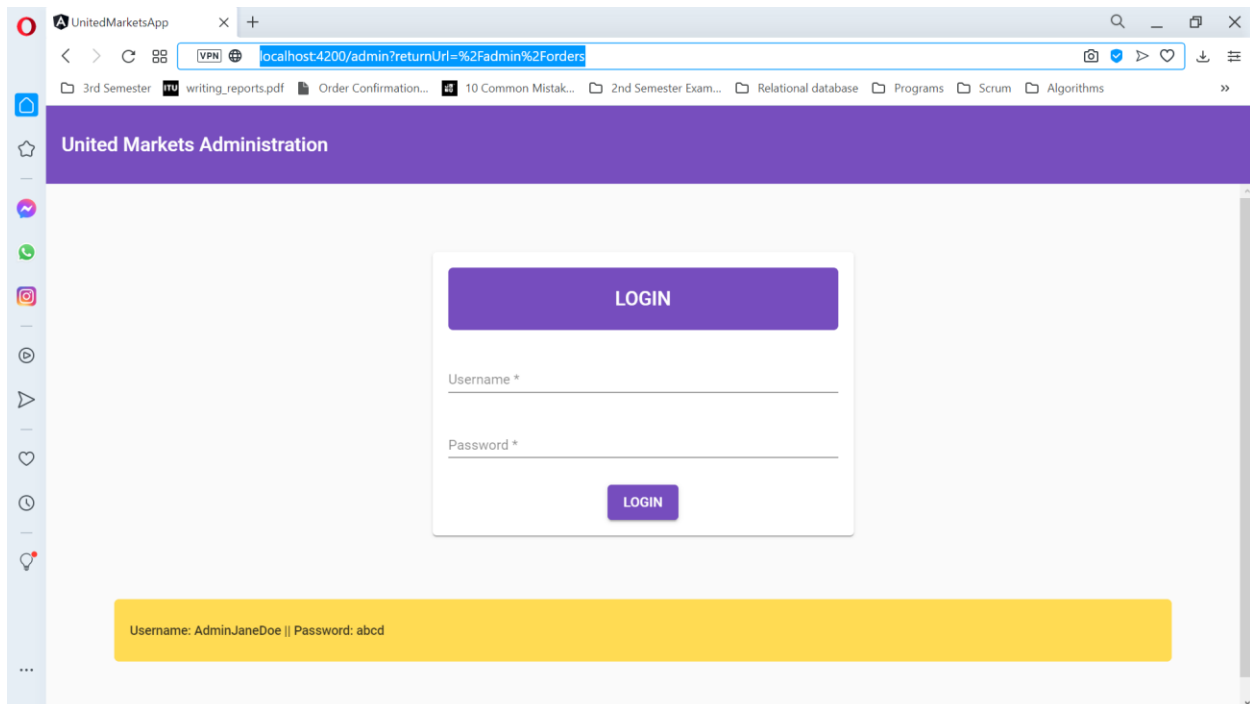 UnitedMarketsApp
VPN localhost:4200/admin?returnUrl=%2Fadmin%2Forders
3rd Semester ITU writing_reports.pdf Order Confirmation... 10 Common Mistak... 2nd Semester Exam... Relational database Programs Scrum Algorithms »
United Markets Administration
LOGIN
Username *
Password *
LOGIN
Username: AdminJaneDoe || Password: abcd